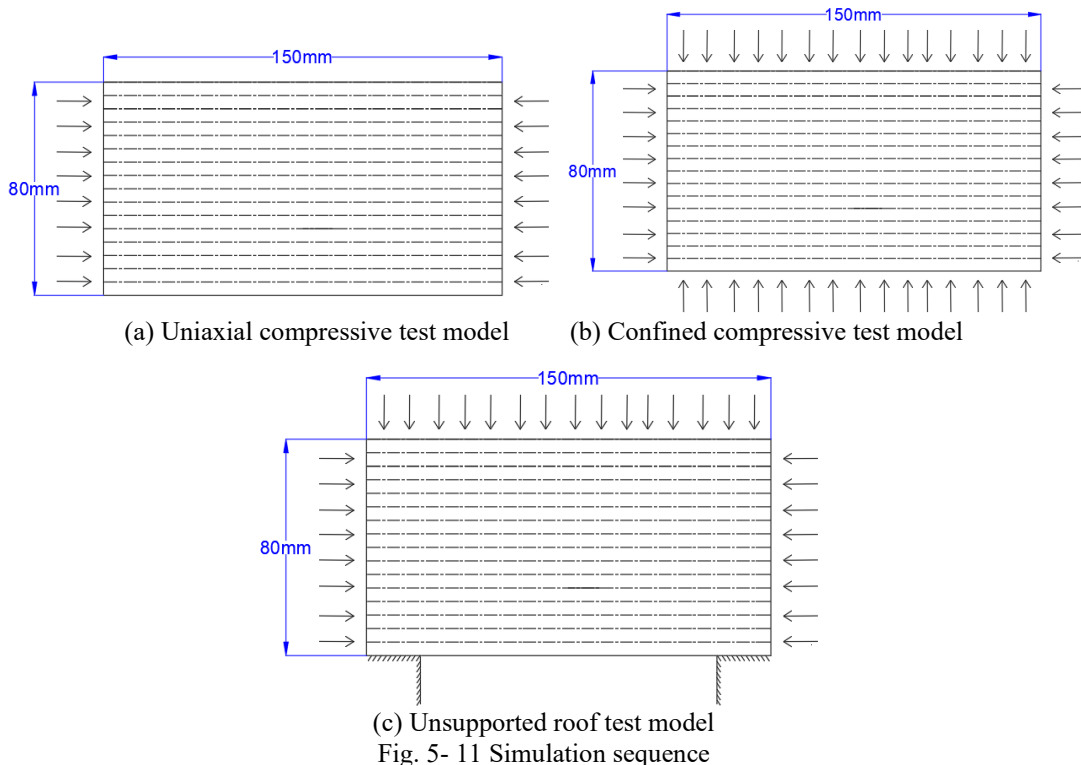 150mm
80mm
(a) Uniaxial compressive test model
150mm
80mm
(b) Confined compressive test model
150mm
80mm
(c) Unsupported roof test model
Fig. 5- 11 Simulation sequence